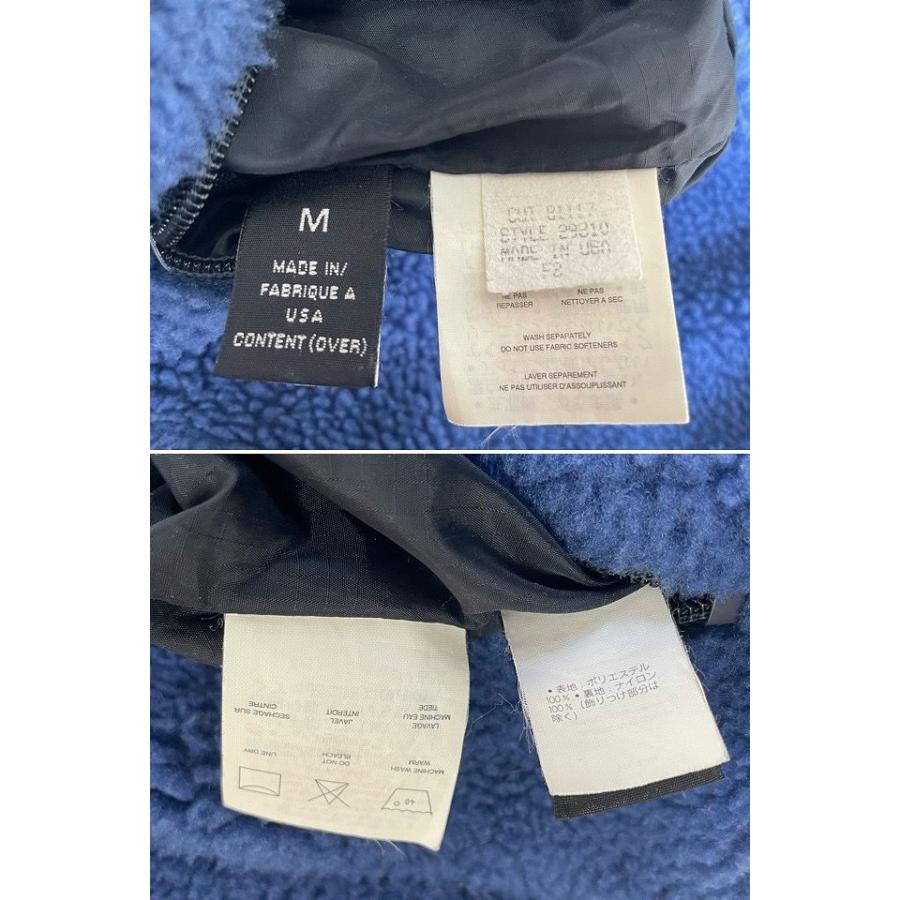 M
MADE IN/
FABRIQUE A
USA
CONTENT (OVER)
CUT 81117
STYLE 29310
MADE IN USA
F2
NE PAS
REPASSER
NE PAS
NETTOYER A SEC
WASH SEPARATELY
DO NOT USE FABRIC SOFTENERS
LAVER SEPAREMENT
NE PAS UTILISER D'ASSOUPLISSANT
MACHINE WASH
WARM
DO NOT
BLEACH
LINE DRY
LAVAGE
MACHINE EAU
TIEDE
JAVEL
INTERDIT
SECHAGE SUR
CINTRE
40 C
• 表地:ポリエステル
100% • 裏地:ナイロン
100% (飾りつけ部分は
除く)